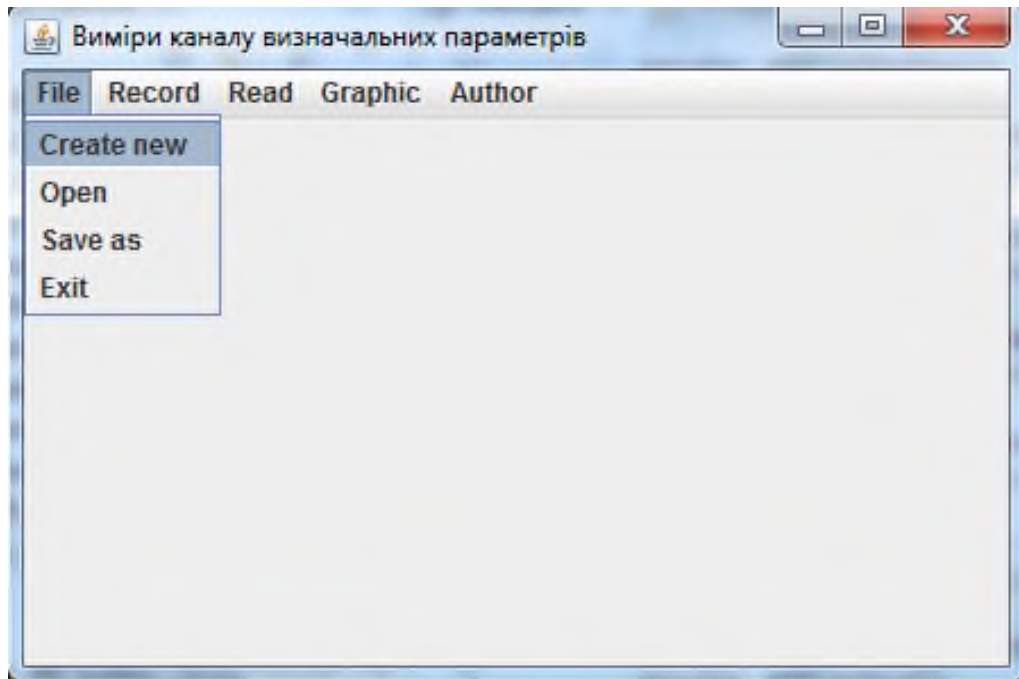 Виміри каналу визначальних параметрів
File Record Read Graphic Author
Create new
Open
Save as
Exit